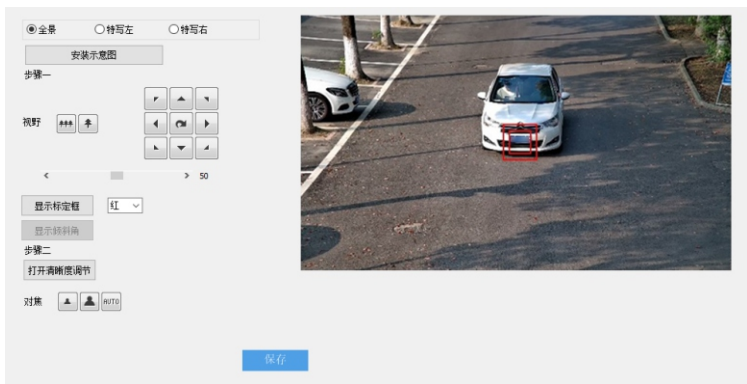 全景 特写左 特写右
安装示意图
步骤一
视野
50
显示标定框 红
显示倾斜角
步骤二
打开清晰度调节
对焦 AUTO
保存